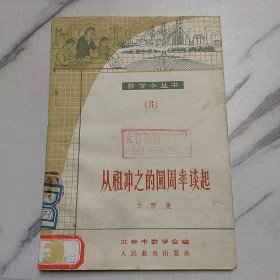 数学小丛书
(3)
从祖冲之的圆周率谈起
华罗庚
北京市数学会编
人民教育出版社